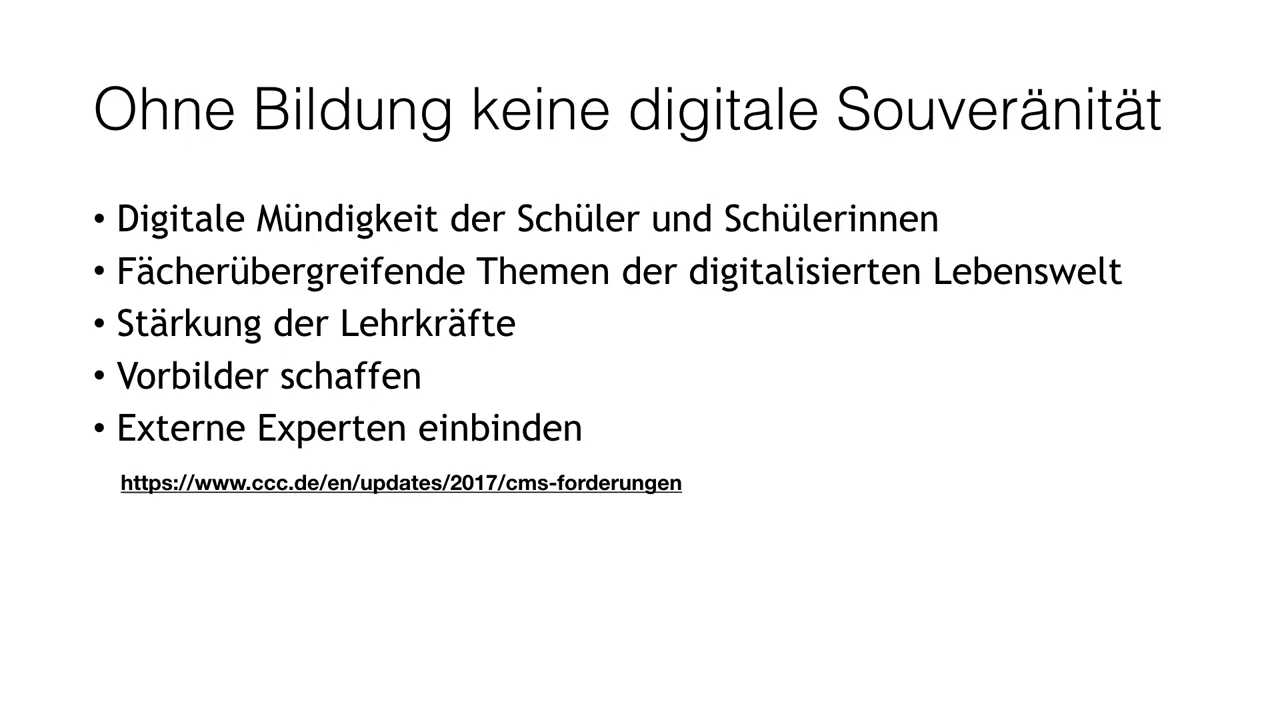 Ohne Bildung keine digitale Souveränität
• Digitale Mündigkeit der Schüler und Schülerinnen
• Fächerübergreifende Themen der digitalisierten Lebenswelt
• Stärkung der Lehrkräfte
• Vorbilder schaffen
• Externe Experten einbinden
https://www.ccc.de/en/updates/2017/cms-forderungen